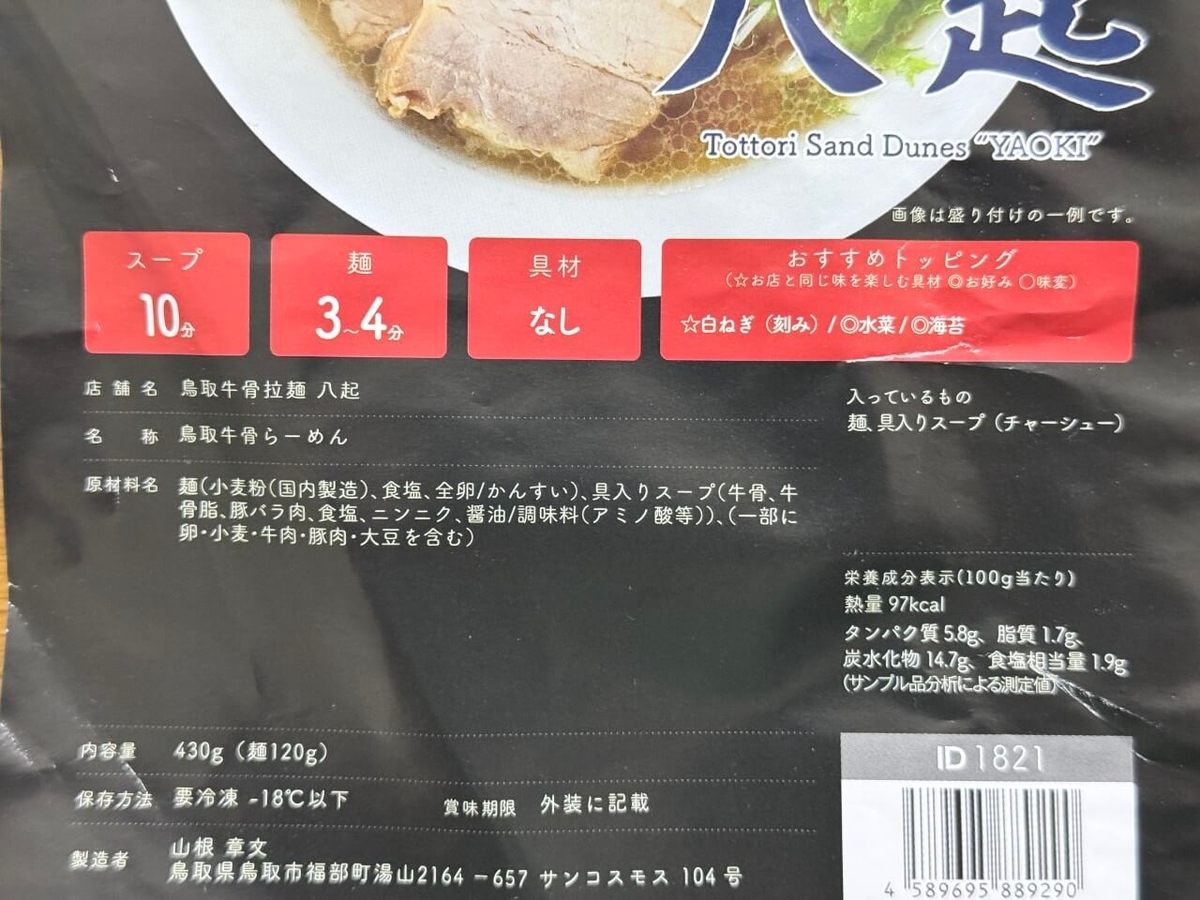 八起
Tottori Sand Dunes "YAOKI"
画像は盛り付けの一例です。
スープ
10分
麺
3~4分
具材
なし
おすすめトッピング
(☆お店と同じ味を楽しむ具材 ◎お好み ○味変)
☆白ねぎ（刻み）/◎水菜/◎海苔
店舗名 鳥取牛骨拉麺 八起
名称 鳥取牛骨らーめん
原材料名 麺(小麦粉(国内製造)、食塩、全卵/かんすい)、具入りスープ(牛骨、牛
骨脂、豚バラ肉、食塩、ニンニク、醤油/調味料(アミノ酸等))、(一部に
卵・小麦・牛肉・豚肉・大豆を含む)
入っているもの
麺、具入りスープ（チャーシュー）
栄養成分表示(100g当たり)
熱量 97kcal
タンパク質 5.8g、脂質 1.7g、
炭水化物 14.7g、食塩相当量 1.9g
(サンプル品分析による測定値)
内容量 430g（麺120g）
保存方法 要冷凍 -18℃以下 賞味期限 外装に記載
製造者 山根 章文
鳥取県鳥取市福部町湯山2164－657 サンコスモス 104号
ID 1821
4 589695 889290